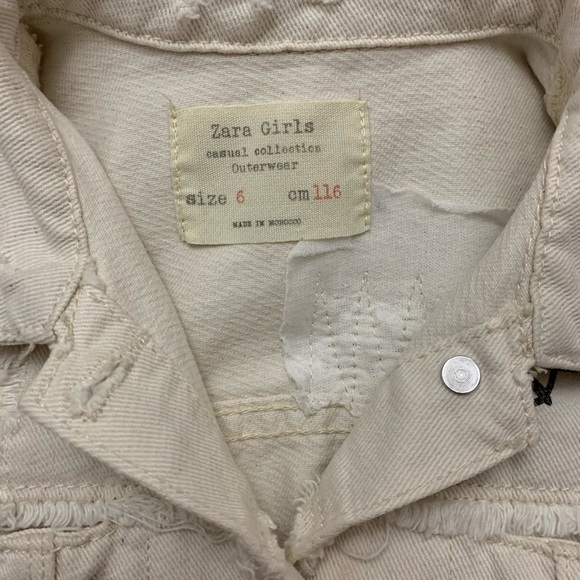 Zara Girls
casual collection
Outerwear
size 6 cm 116
MADE IN MOROCCO